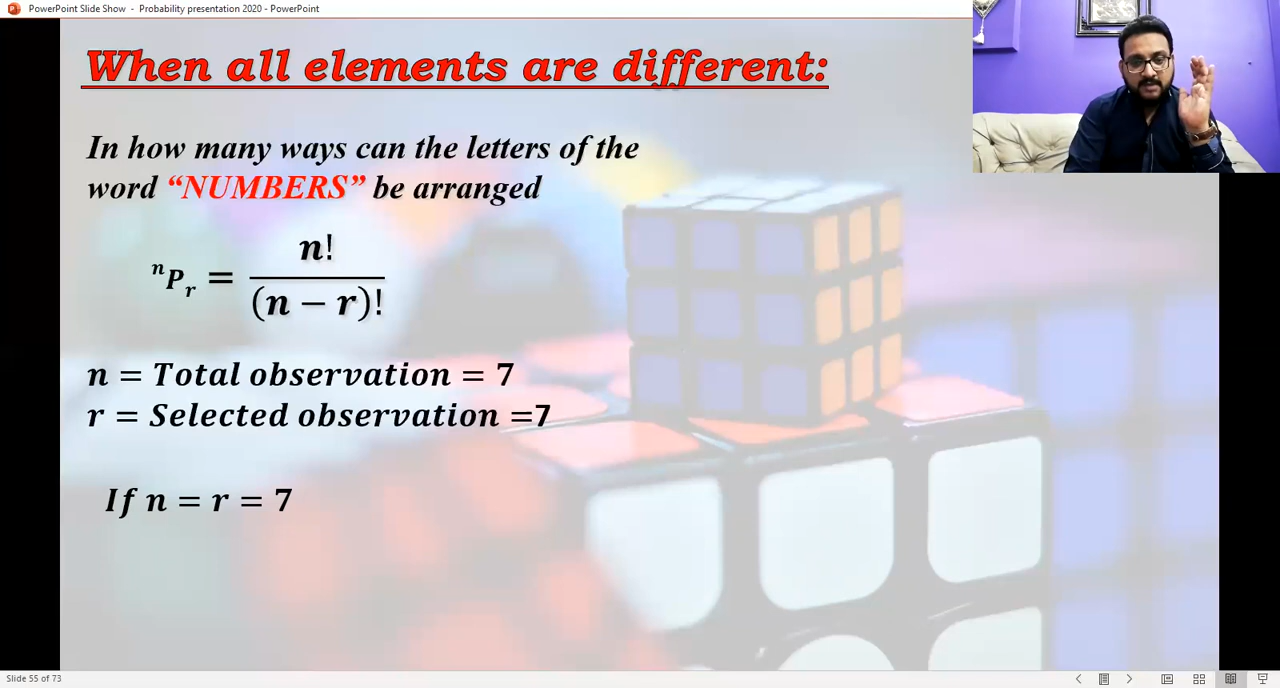 PowerPoint Slide Show - Probability presentation 2020 - PowerPoint
When all elements are different:
In how many ways can the letters of the
word “NUMBERS” be arranged
ⁿPᵣ = n! / (n − r)!
n = Total observation = 7
r = Selected observation =7
If n = r = 7
Slide 55 of 73